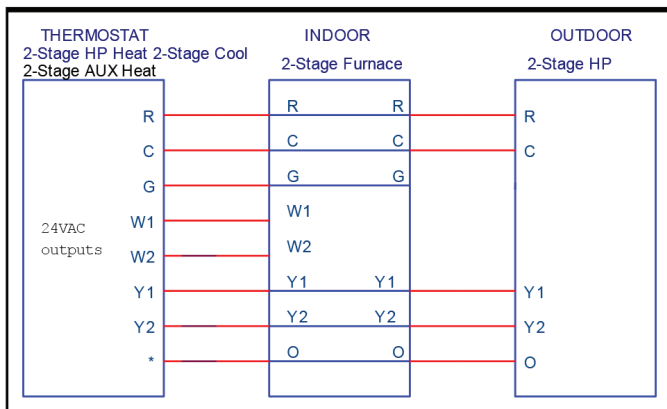 THERMOSTAT INDOOR OUTDOOR
2-Stage HP Heat 2-Stage Cool
2-Stage AUX Heat 2-Stage Furnace 2-Stage HP
R R R R
C C C C
G G G
W1 W1
24VAC
outputs
W2 W2
Y1 Y1 Y1 Y1
Y2 Y2 Y2 Y2
* O O O